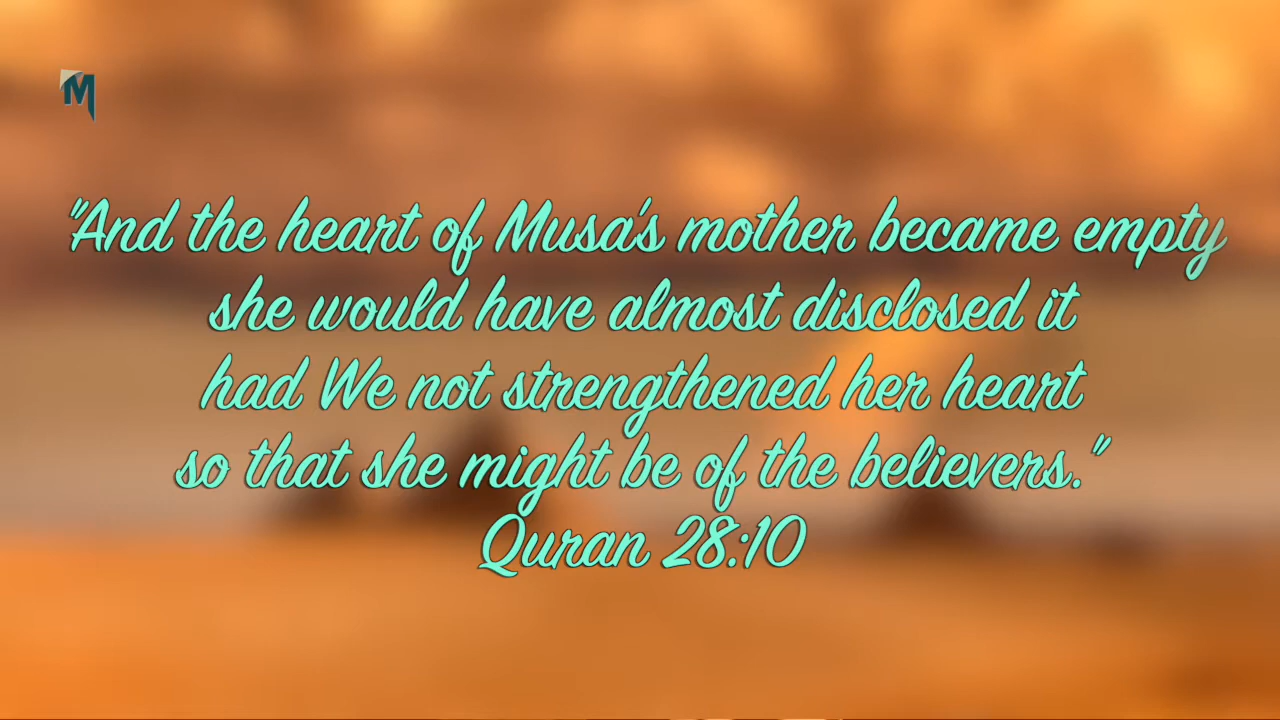 M
"And the heart of Musa's mother became empty
she would have almost disclosed it
had We not strengthened her heart
so that she might be of the believers."
Quran 28:10